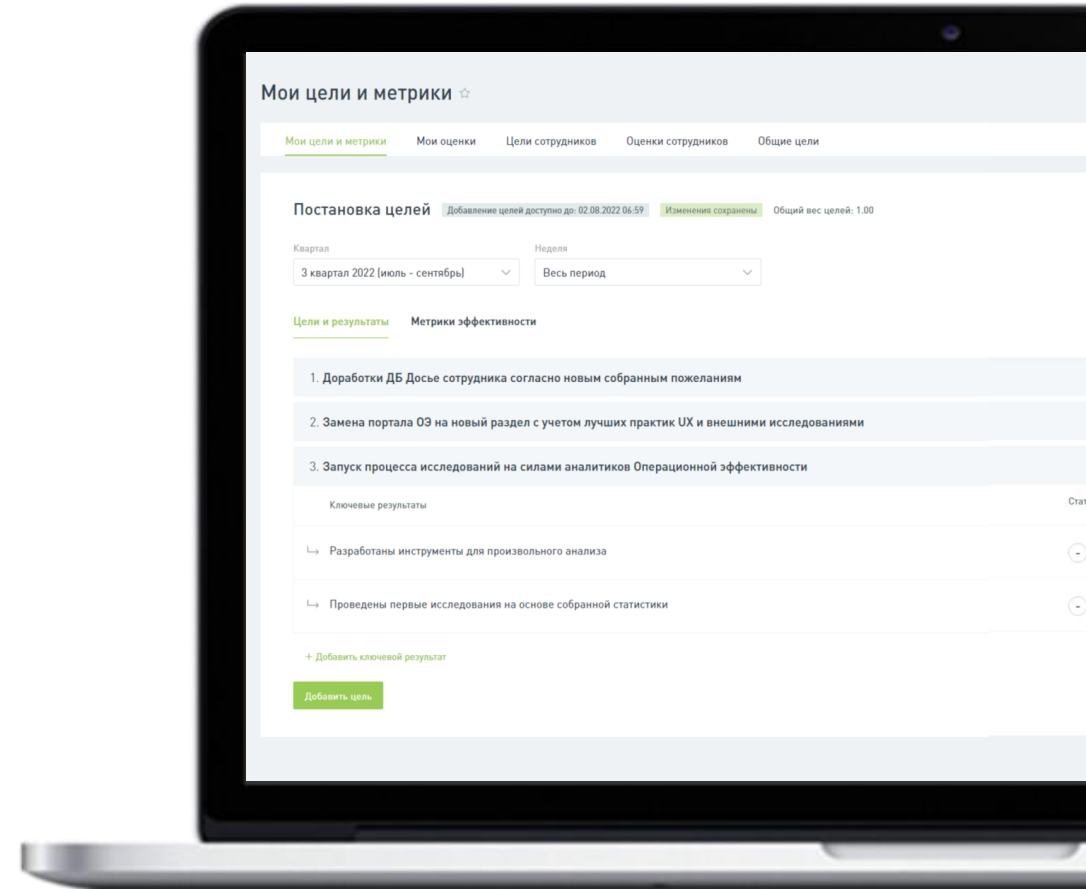 Мои цели и метрики
Мои цели и метрики Мои оценки Цели сотрудников Оценки сотрудников Общие цели
Постановка целей Добавление целей доступно до: 02.08.2022 06:59 Изменения сохранены Общий вес целей: 1.00
Квартал Неделя
3 квартал 2022 (июль - сентябрь) Весь период
Цели и результаты Метрики эффективности
1. Доработки ДБ Досье сотрудника согласно новым собранным пожеланиям
2. Замена портала ОЭ на новый раздел с учетом лучших практик UX и внешними исследованиями
3. Запуск процесса исследований на силами аналитиков Операционной эффективности
Ключевые результаты
Разработаны инструменты для произвольного анализа -
Проведены первые исследования на основе собранной статистики -
+ Добавить ключевой результат
Добавить цель